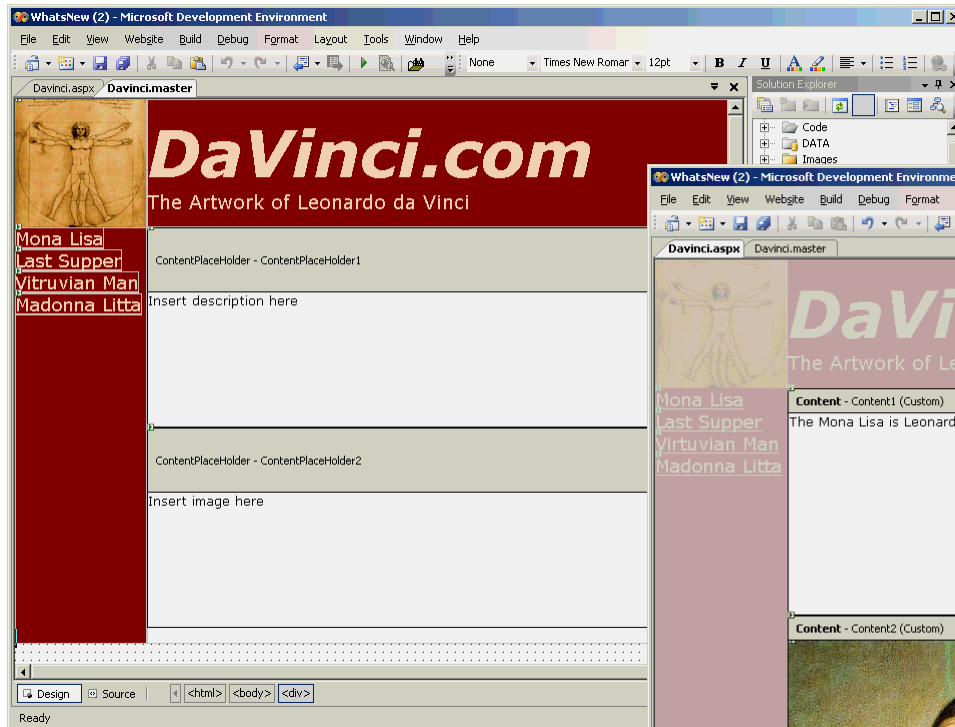 WhatsNew (2) - Microsoft Development Environment
File Edit View Website Build Debug Format Layout Tools Window Help
None Times New Roman 12pt B I U A
Davinci.aspx Davinci.master
Solution Explorer
Code
DATA
Images
DaVinci.com
The Artwork of Leonardo da Vinci
Mona Lisa
Last Supper
Vitruvian Man
Madonna Litta
ContentPlaceHolder - ContentPlaceHolder1
Insert description here
ContentPlaceHolder - ContentPlaceHolder2
Insert image here
Design Source <html> <body> <div>
Ready
WhatsNew (2) - Microsoft Development Environme
File Edit View Website Build Debug Format
Davinci.aspx Davinci.master
DaVi
The Artwork of Le
Mona Lisa
Last Supper
Virtuvian Man
Madonna Litta
Content - Content1 (Custom)
The Mona Lisa is Leonard
Content - Content2 (Custom)